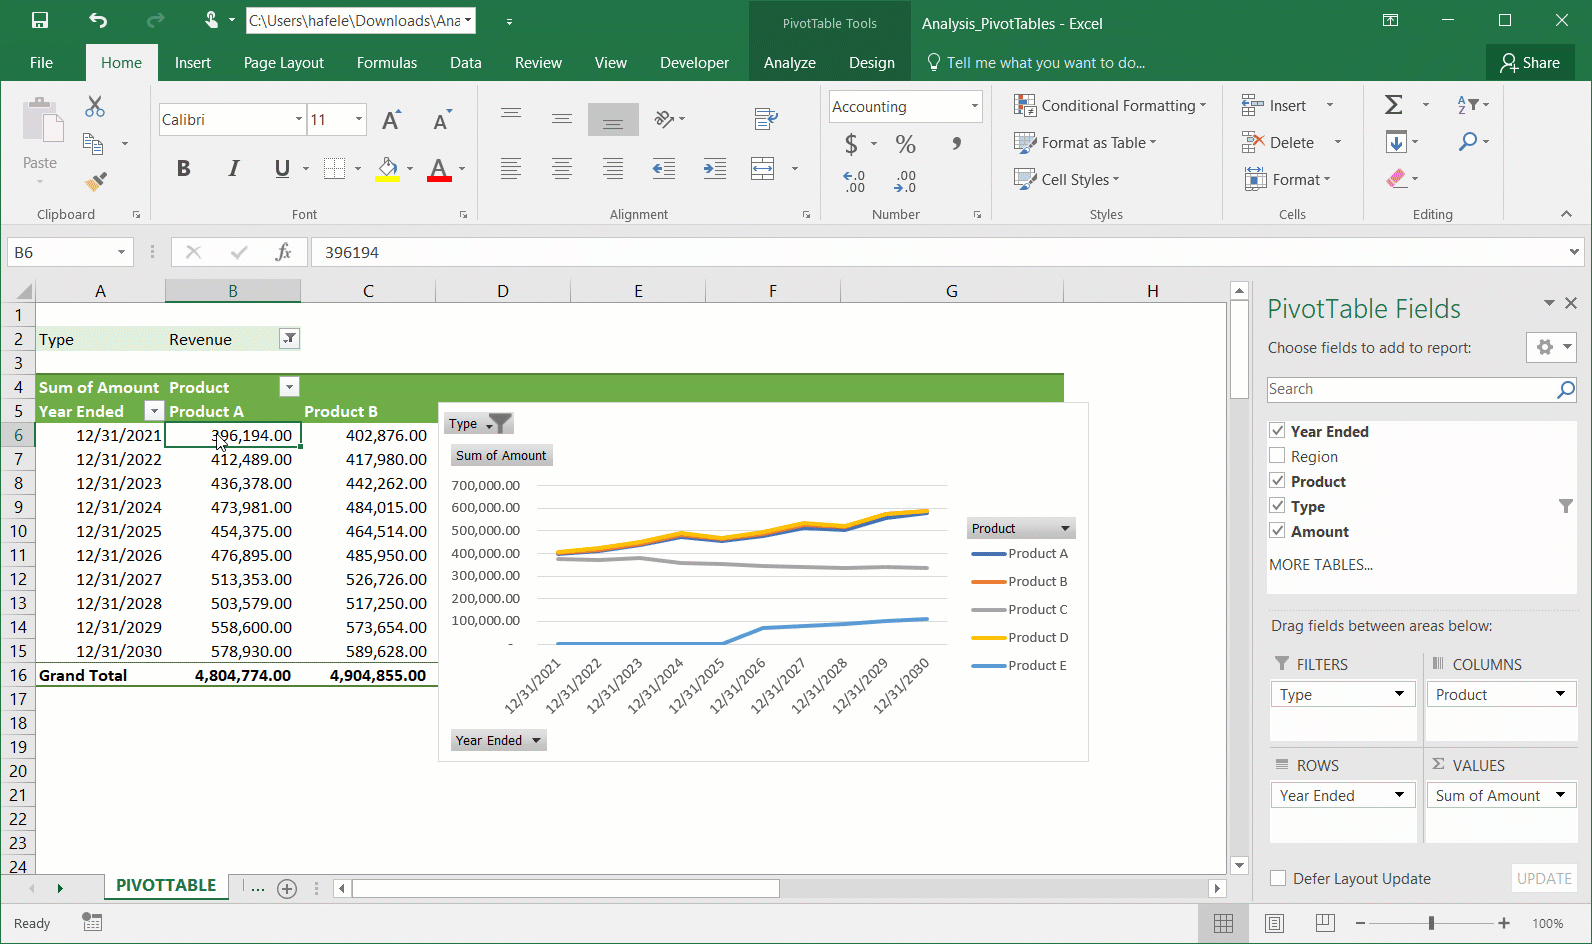 C:\Users\hafele\Downloads\Ana
PivotTable Tools
Analysis_PivotTables - Excel
File Home Insert Page Layout Formulas Data Review View Developer Analyze Design Tell me what you want to do... Share
Calibri 11 Accounting Conditional Formatting Insert
Paste Format as Table Delete
Cell Styles Format
Clipboard Font Alignment Number Styles Cells Editing
B6 fx 396194
A B C D E F G H
1
2 Type Revenue
3
4 Sum of Amount Product
5 Year Ended Product A Product B
6 12/31/2021 396,194.00 402,876.00
7 12/31/2022 412,489.00 417,980.00
8 12/31/2023 436,378.00 442,262.00
9 12/31/2024 473,981.00 484,015.00
10 12/31/2025 454,375.00 464,514.00
11 12/31/2026 476,895.00 485,950.00
12 12/31/2027 513,353.00 526,726.00
13 12/31/2028 503,579.00 517,250.00
14 12/31/2029 558,600.00 573,654.00
15 12/31/2030 578,930.00 589,628.00
16 Grand Total 4,804,774.00 4,904,855.00
17
18
19
20
21
22
23
24
Type
Sum of Amount
700,000.00
600,000.00
500,000.00
400,000.00
300,000.00
200,000.00
100,000.00
-
12/31/2021 12/31/2022 12/31/2023 12/31/2024 12/31/2025 12/31/2026 12/31/2027 12/31/2028 12/31/2029 12/31/2030
Year Ended
Product
Product A
Product B
Product C
Product D
Product E
PivotTable Fields
Choose fields to add to report:
Search
Year Ended
Region
Product
Type
Amount
MORE TABLES...
Drag fields between areas below:
FILTERS COLUMNS
Type Product
ROWS Σ VALUES
Year Ended Sum of Amount
Defer Layout Update UPDATE
PIVOTTABLE ...
Ready 100%